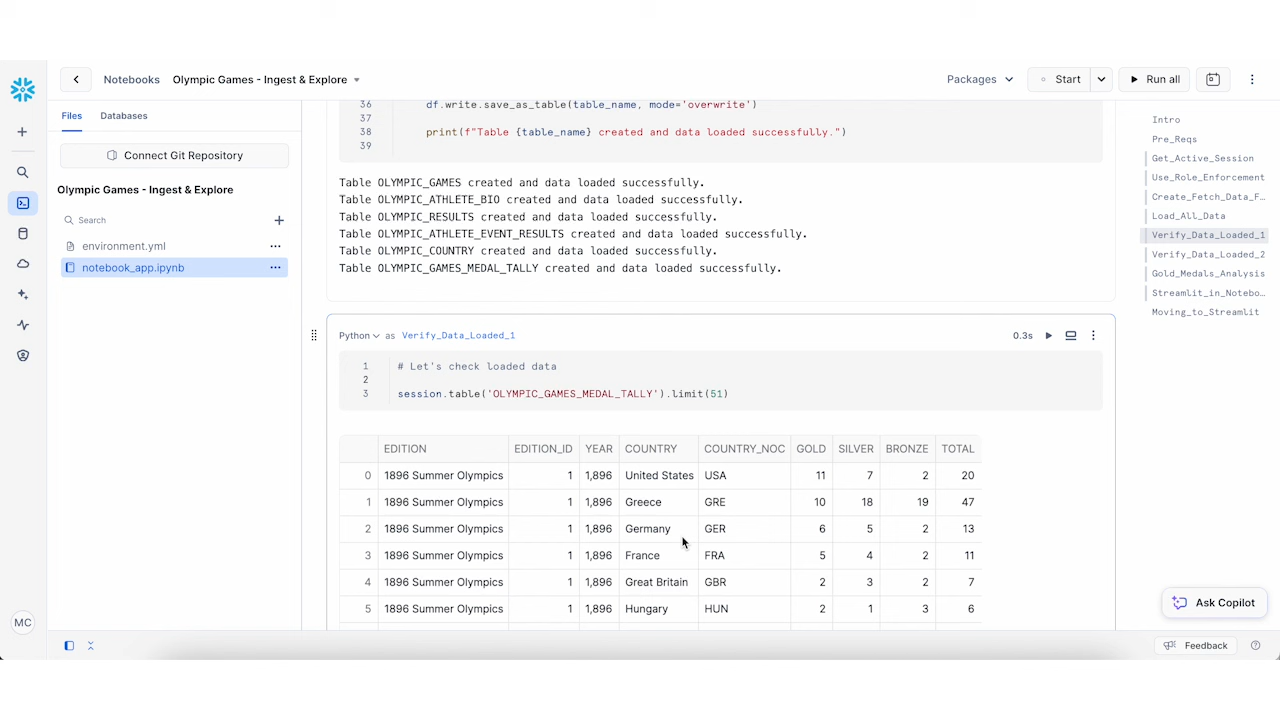 Notebooks Olympic Games - Ingest & Explore
Packages Start Run all
Files Databases
Connect Git Repository
Olympic Games - Ingest & Explore
Search
environment.yml
notebook_app.ipynb
MC
36 df.write.save_as_table(table_name, mode='overwrite')
37
38 print(f"Table {table_name} created and data loaded successfully.")
39
Table OLYMPIC_GAMES created and data loaded successfully.
Table OLYMPIC_ATHLETE_BIO created and data loaded successfully.
Table OLYMPIC_RESULTS created and data loaded successfully.
Table OLYMPIC_ATHLETE_EVENT_RESULTS created and data loaded successfully.
Table OLYMPIC_COUNTRY created and data loaded successfully.
Table OLYMPIC_GAMES_MEDAL_TALLY created and data loaded successfully.
Python as Verify_Data_Loaded_1 0.3s
1 # Let's check loaded data
2
3 session.table('OLYMPIC_GAMES_MEDAL_TALLY').limit(51)
EDITION EDITION_ID YEAR COUNTRY COUNTRY_NOC GOLD SILVER BRONZE TOTAL
0 1896 Summer Olympics 1 1,896 United States USA 11 7 2 20
1 1896 Summer Olympics 1 1,896 Greece GRE 10 18 19 47
2 1896 Summer Olympics 1 1,896 Germany GER 6 5 2 13
3 1896 Summer Olympics 1 1,896 France FRA 5 4 2 11
4 1896 Summer Olympics 1 1,896 Great Britain GBR 2 3 2 7
5 1896 Summer Olympics 1 1,896 Hungary HUN 2 1 3 6
Intro
Pre_Reqs
Get_Active_Session
Use_Role_Enforcement
Create_Fetch_Data_F...
Load_ALL_Data
Verify_Data_Loaded_1
Verify_Data_Loaded_2
Gold_Medals_Analysis
Streamlit_in_Notebo...
Moving_to_Streamlit
Ask Copilot
Feedback